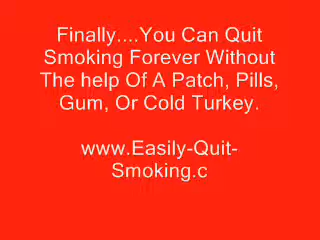 Finally....You Can Quit
Smoking Forever Without
The help Of A Patch, Pills,
Gum, Or Cold Turkey.
www.Easily-Quit-
Smoking.c